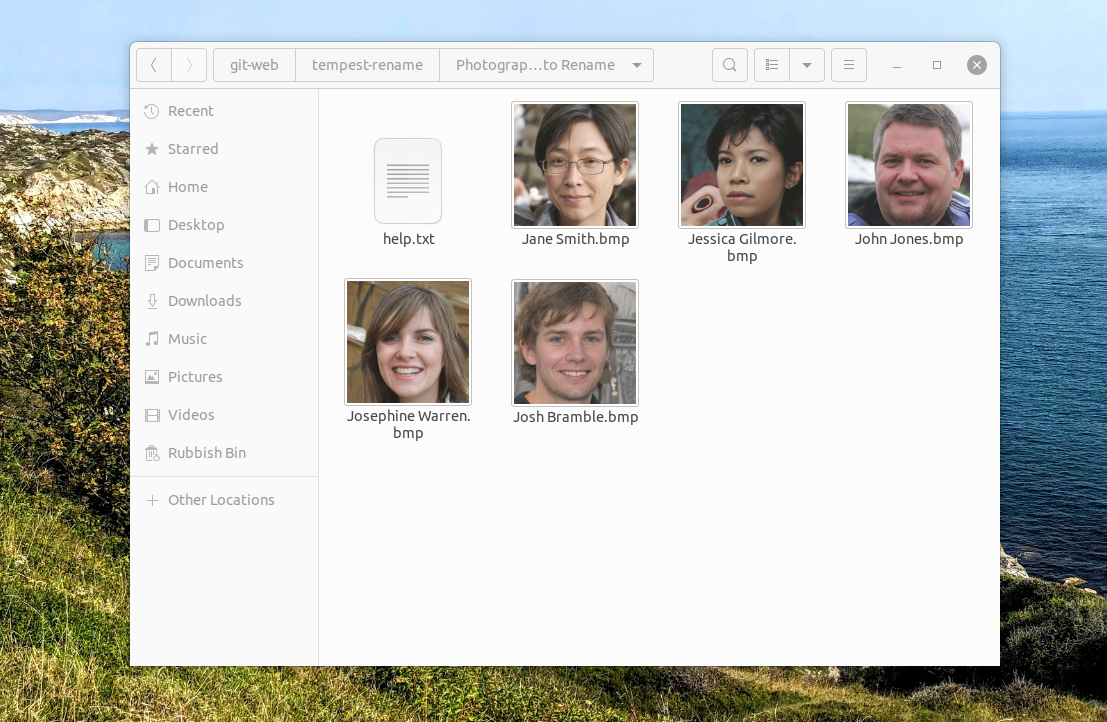 git-web
tempest-rename
Photograp…to Rename
Recent
Starred
Home
Desktop
Documents
Downloads
Music
Pictures
Videos
Rubbish Bin
Other Locations
help.txt
Jane Smith.bmp
Jessica Gilmore.
bmp
John Jones.bmp
Josephine Warren.
bmp
Josh Bramble.bmp